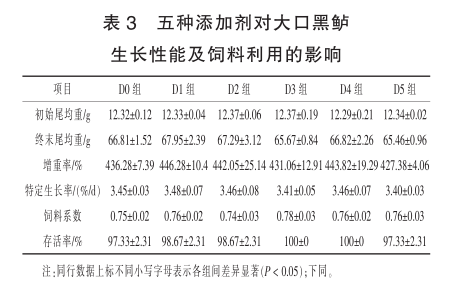 表 3 五种添加剂对大口黑鲈
生长性能及饲料利用的影响
项目 D0 组 D1 组 D2 组 D3 组 D4 组 D5 组
初始尾均重/g 12.32±0.12 12.33±0.04 12.37±0.06 12.37±0.19 12.29±0.21 12.34±0.02
终末尾均重/g 66.81±1.52 67.95±2.39 67.29±3.12 65.67±0.84 66.82±2.26 65.46±0.96
增重率/% 436.28±7.39 446.28±10.4 442.05±25.14 431.06±12.91 443.82±19.29 427.38±4.06
特定生长率/(%/d) 3.45±0.03 3.48±0.07 3.46±0.08 3.41±0.05 3.46±0.07 3.40±0.03
饲料系数 0.75±0.02 0.76±0.02 0.74±0.03 0.78±0.03 0.76±0.02 0.76±0.03
存活率/% 97.33±2.31 98.67±2.31 98.67±2.31 100±0 100±0 97.33±2.31
注:同行数据上标不同小写字母表示各组间差异显著(P<0.05);下同。